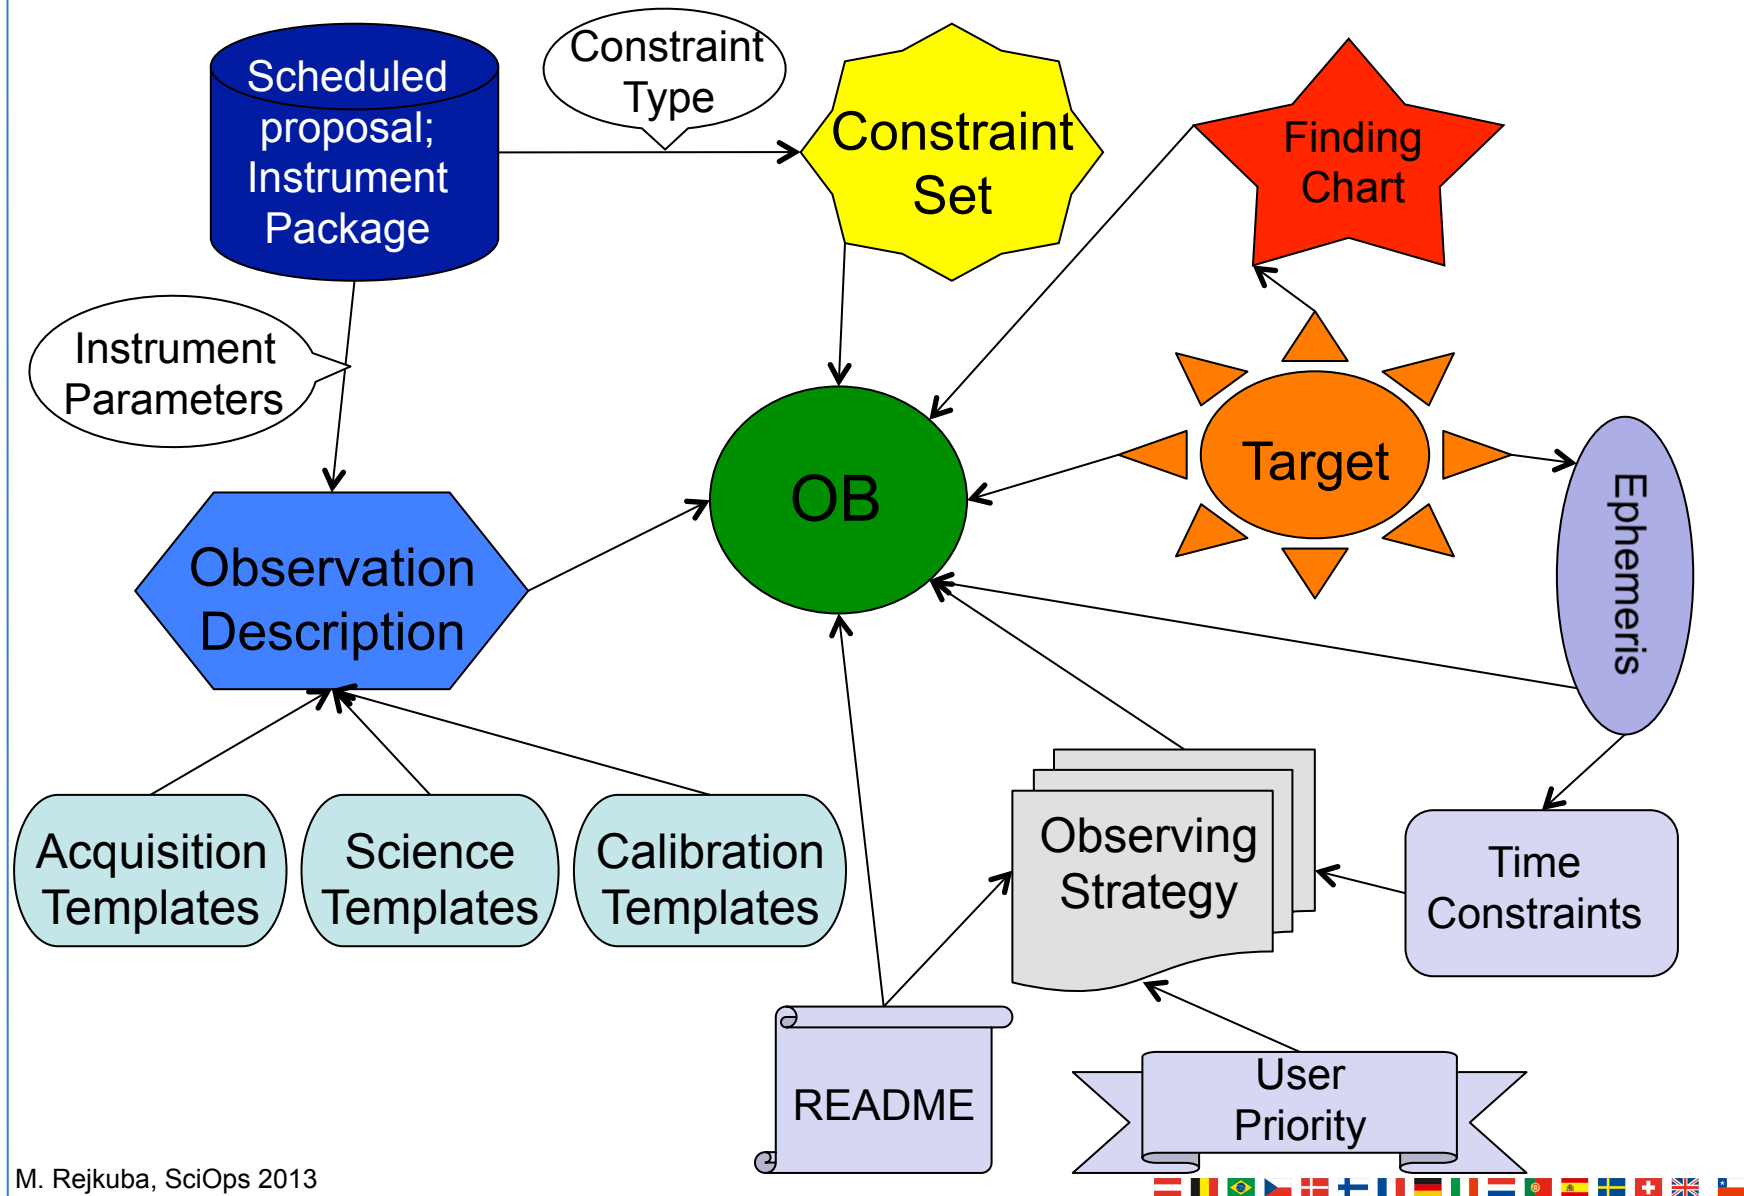 Scheduled
proposal;
Instrument
Package
Constraint
Type
Constraint
Set
Finding
Chart
Instrument
Parameters
OB
Target
Ephemeris
Observation
Description
Acquisition
Templates
Science
Templates
Calibration
Templates
Observing
Strategy
Time
Constraints
README
User
Priority
M. Rejkuba, SciOps 2013